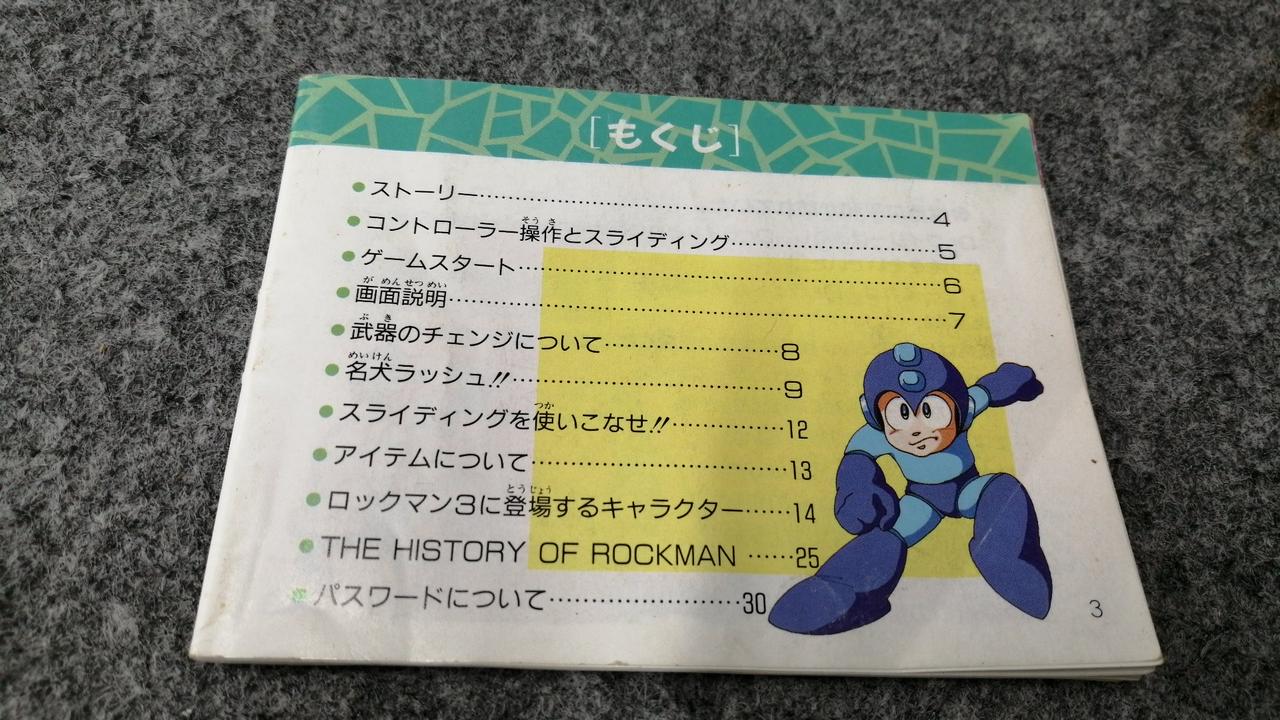 [もくじ]
●ストーリー……4
●コントローラー操作とスライディング……5
●ゲームスタート……6
●画面説明……7
●武器のチェンジについて……8
●名犬ラッシュ!!……9
●スライディングを使いこなせ!!……12
●アイテムについて……13
●ロックマン3に登場するキャラクター……14
●THE HISTORY OF ROCKMAN……25
●パスワードについて……30
3